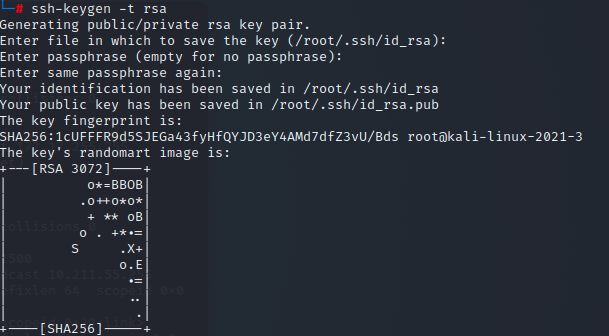 └─# ssh-keygen -t rsa
Generating public/private rsa key pair.
Enter file in which to save the key (/root/.ssh/id_rsa):
Enter passphrase (empty for no passphrase):
Enter same passphrase again:
Your identification has been saved in /root/.ssh/id_rsa
Your public key has been saved in /root/.ssh/id_rsa.pub
The key fingerprint is:
SHA256:1cUFFFR9d5SJEGa43fyHfQYJD3eY4AMd7dfZ3vU/Bds root@kali-linux-2021-3
The key's randomart image is:
+---[RSA 3072]----+
|          o*=BBOB|
|         .o++o*o*|
|          + ** oB|
|         o . +*.=|
|        S     .X+|
|              o.E|
|               .=|
|               ..|
|                .|
+----[SHA256]-----+